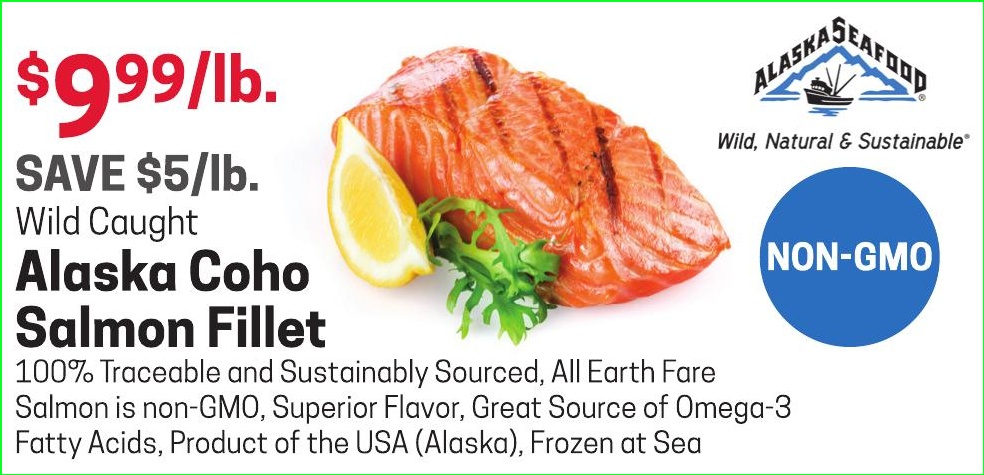 $9.99/lb.
SAVE $5/lb.
Wild Caught
Alaska Coho
Salmon Fillet
100% Traceable and Sustainably Sourced, All Earth Fare
Salmon is non-GMO, Superior Flavor, Great Source of Omega-3
Fatty Acids, Product of the USA (Alaska), Frozen at Sea
ALASKA SEAFOOD®
Wild, Natural & Sustainable®
NON-GMO